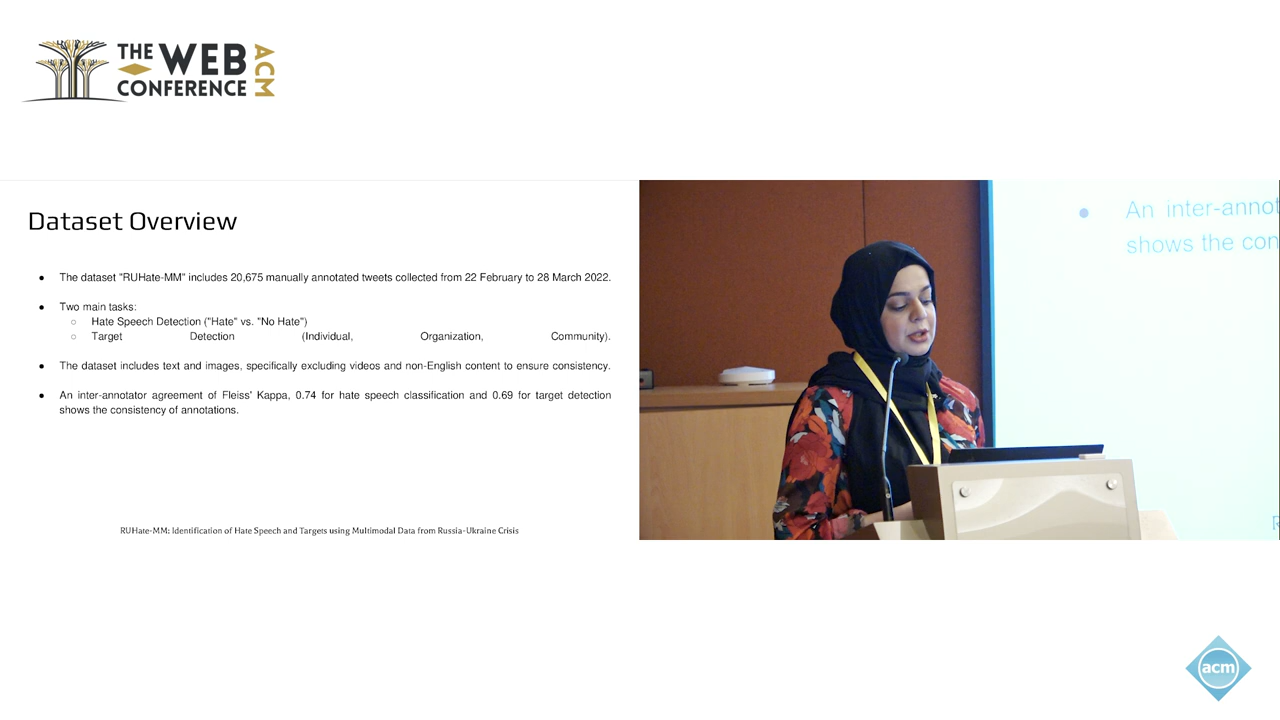 THE WEB
CONFERENCE
ACM
Dataset Overview
● The dataset "RUHate-MM" includes 20,675 manually annotated tweets collected from 22 February to 28 March 2022.
● Two main tasks:
○ Hate Speech Detection ("Hate" vs. "No Hate")
○ Target Detection (Individual, Organization, Community).
● The dataset includes text and images, specifically excluding videos and non-English content to ensure consistency.
● An inter-annotator agreement of Fleiss' Kappa, 0.74 for hate speech classification and 0.69 for target detection
shows the consistency of annotations.
RUHate-MM: Identification of Hate Speech and Targets using Multimodal Data from Russia-Ukraine Crisis
● An inter-annot
shows the con
acm